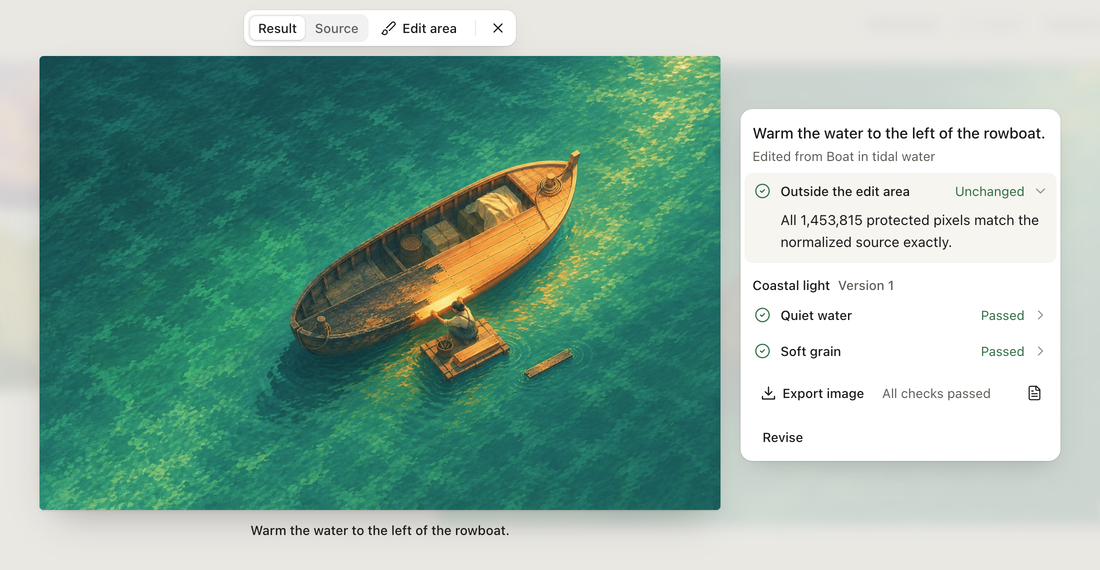 Result Source Edit area
Warm the water to the left of the rowboat.
Edited from Boat in tidal water
Outside the edit area Unchanged
All 1,453,815 protected pixels match the
normalized source exactly.
Coastal light Version 1
Quiet water Passed
Soft grain Passed
Export image All checks passed
Revise
Warm the water to the left of the rowboat.